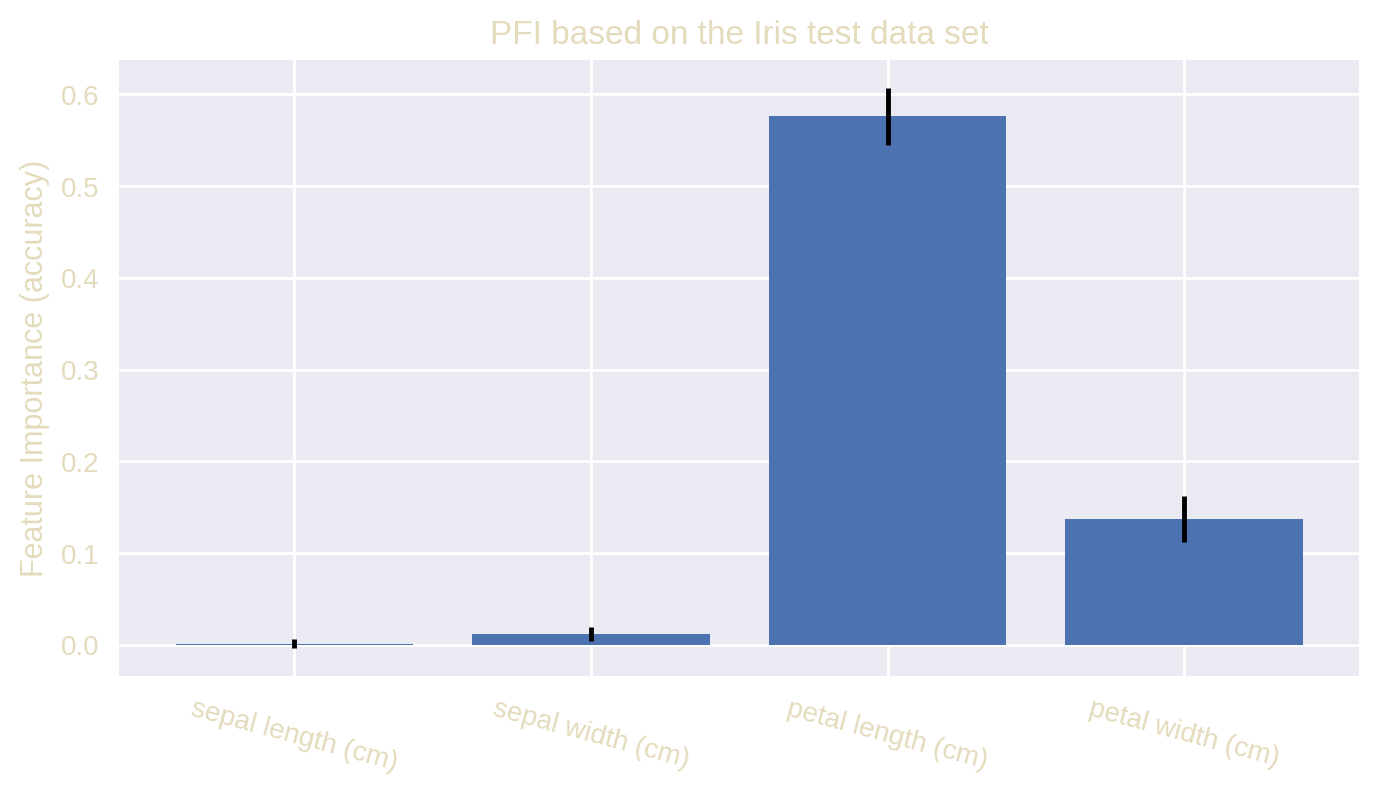 PFI based on the Iris test data set
Feature Importance (accuracy)
0.6
0.5
0.4
0.3
0.2
0.1
0.0
sepal length (cm)
sepal width (cm)
petal length (cm)
petal width (cm)